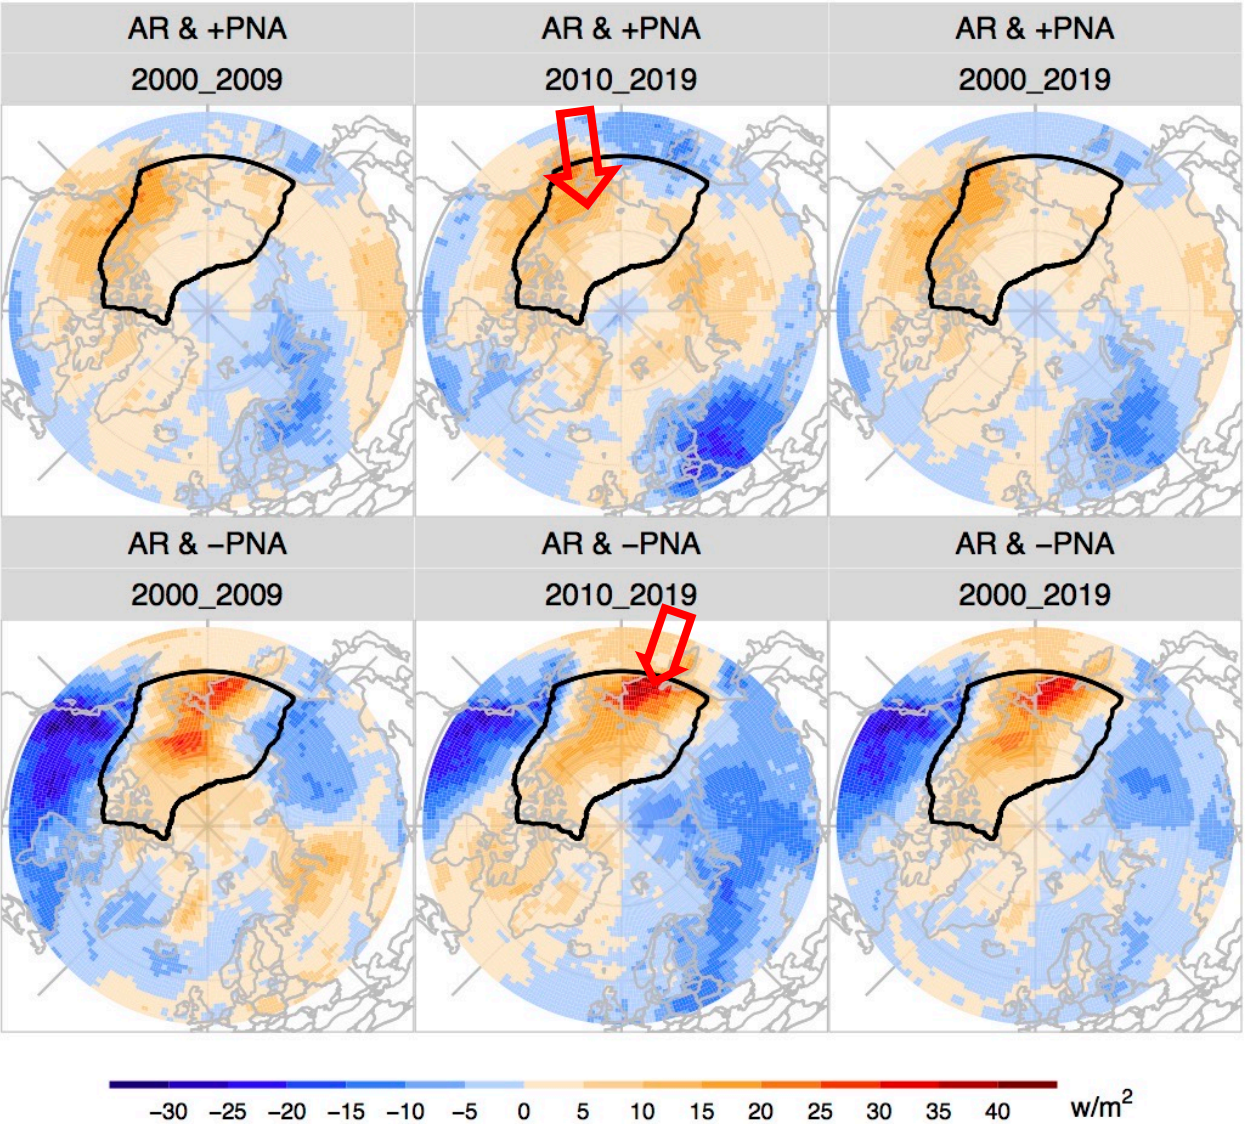 AR & +PNA AR & +PNA AR & +PNA
2000_2009 2010_2019 2000_2019
AR & −PNA AR & −PNA AR & −PNA
2000_2009 2010_2019 2000_2019
−30 −25 −20 −15 −10 −5 0 5 10 15 20 25 30 35 40 w/m²